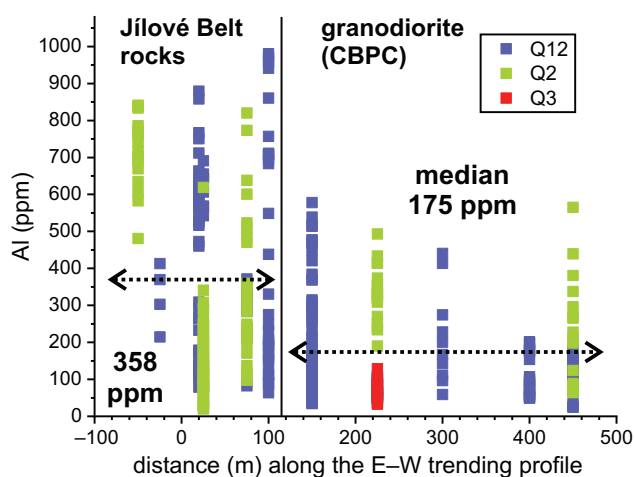 Jílové Belt
rocks
granodiorite
(CBPC)
Q12
Q2
Q3
median
175 ppm
358
ppm
Al (ppm)
1000
900
800
700
600
500
400
300
200
100
0
–100 0 100 200 300 400 500
distance (m) along the E–W trending profile